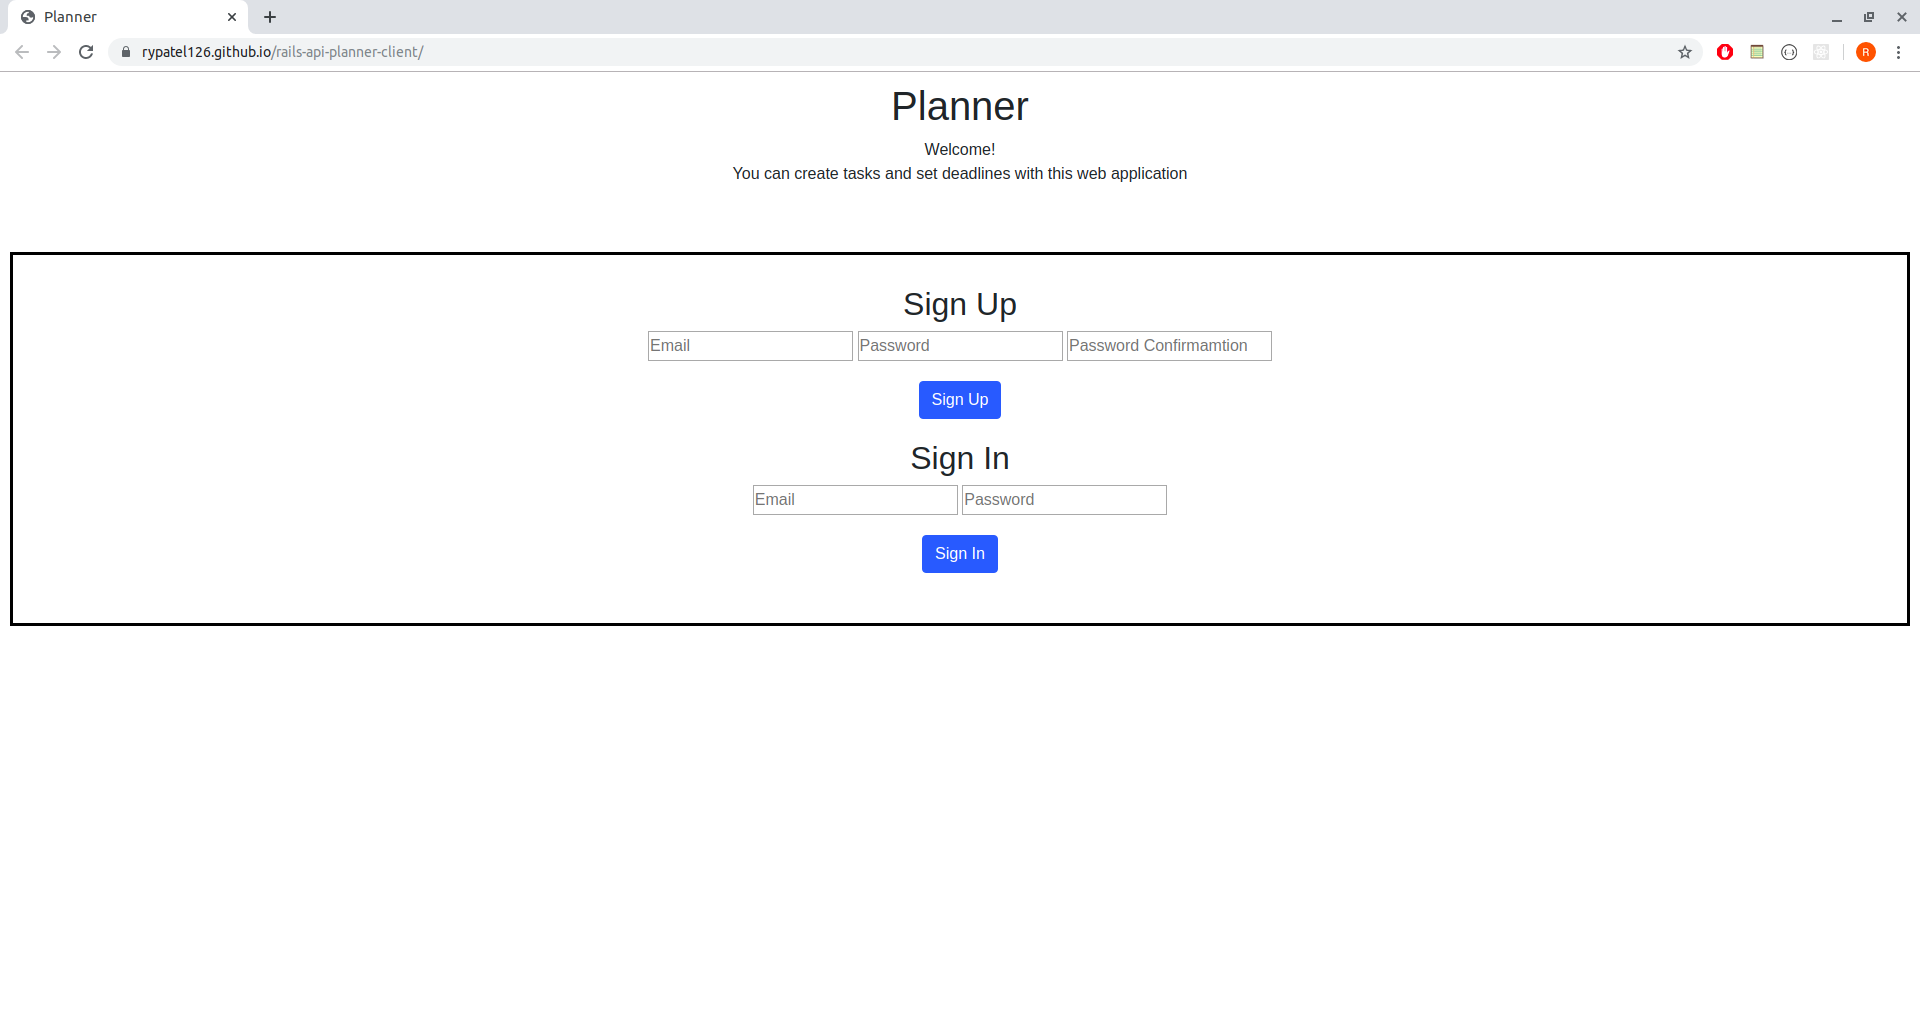 Planner
rypatel126.github.io/rails-api-planner-client/
R
Planner
Welcome!
You can create tasks and set deadlines with this web application
Sign Up
Email Password Password Confirmamtion
Sign Up
Sign In
Email Password
Sign In